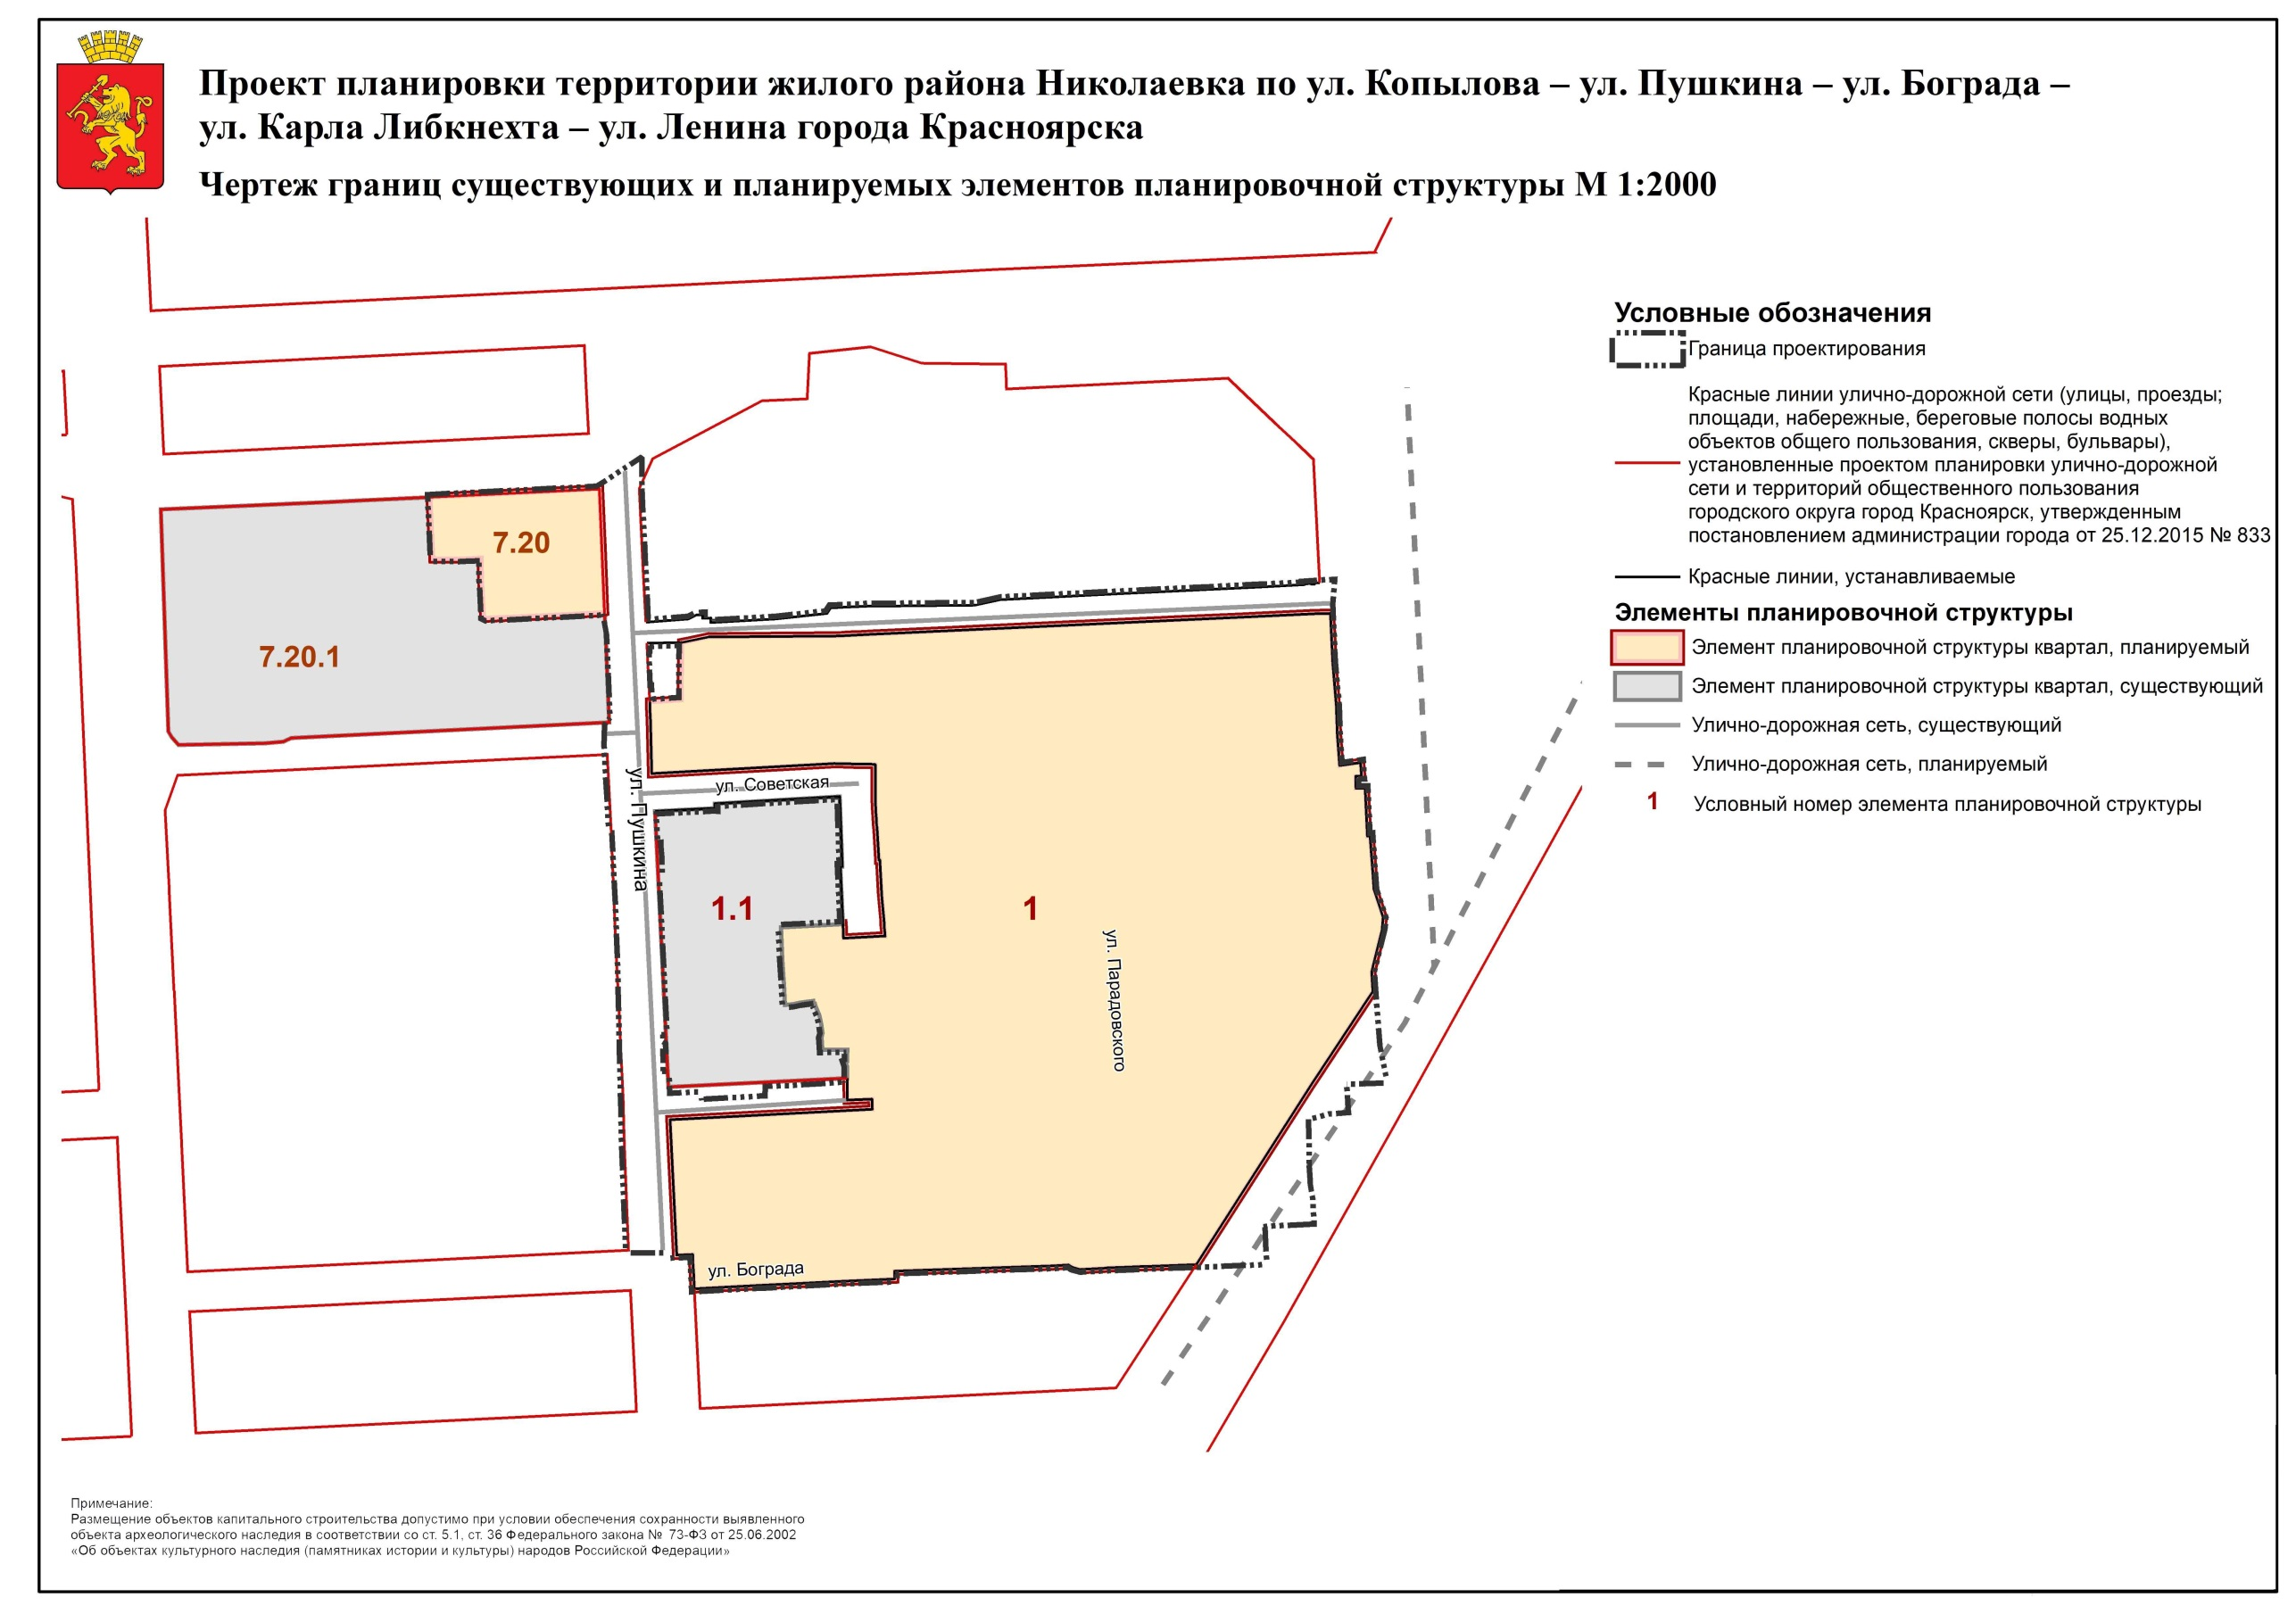 Проект планировки территории жилого района Николаевка по ул. Копылова – ул. Пушкина – ул. Бограда –
ул. Карла Либкнехта – ул. Ленина города Красноярска
Чертеж границ существующих и планируемых элементов планировочной структуры М 1:2000
Условные обозначения
Граница проектирования
Красные линии улично-дорожной сети (улицы, проезды;
площади, набережные, береговые полосы водных
объектов общего пользования, скверы, бульвары),
установленные проектом планировки улично-дорожной
сети и территорий общественного пользования
городского округа город Красноярск, утвержденным
постановлением администрации города от 25.12.2015 № 833
Красные линии, устанавливаемые
Элементы планировочной структуры
Элемент планировочной структуры квартал, планируемый
Элемент планировочной структуры квартал, существующий
Улично-дорожная сеть, существующий
Улично-дорожная сеть, планируемый
1 Условный номер элемента планировочной структуры
7.20
7.20.1
ул. Советская
ул. Пушкина
1.1
1
ул. Парадовского
ул. Бограда
Примечание:
Размещение объектов капитального строительства допустимо при условии обеспечения сохранности выявленного
объекта археологического наследия в соответствии со ст. 5.1, ст. 36 Федерального закона № 73-ФЗ от 25.06.2002
«Об объектах культурного наследия (памятниках истории и культуры) народов Российской Федерации»